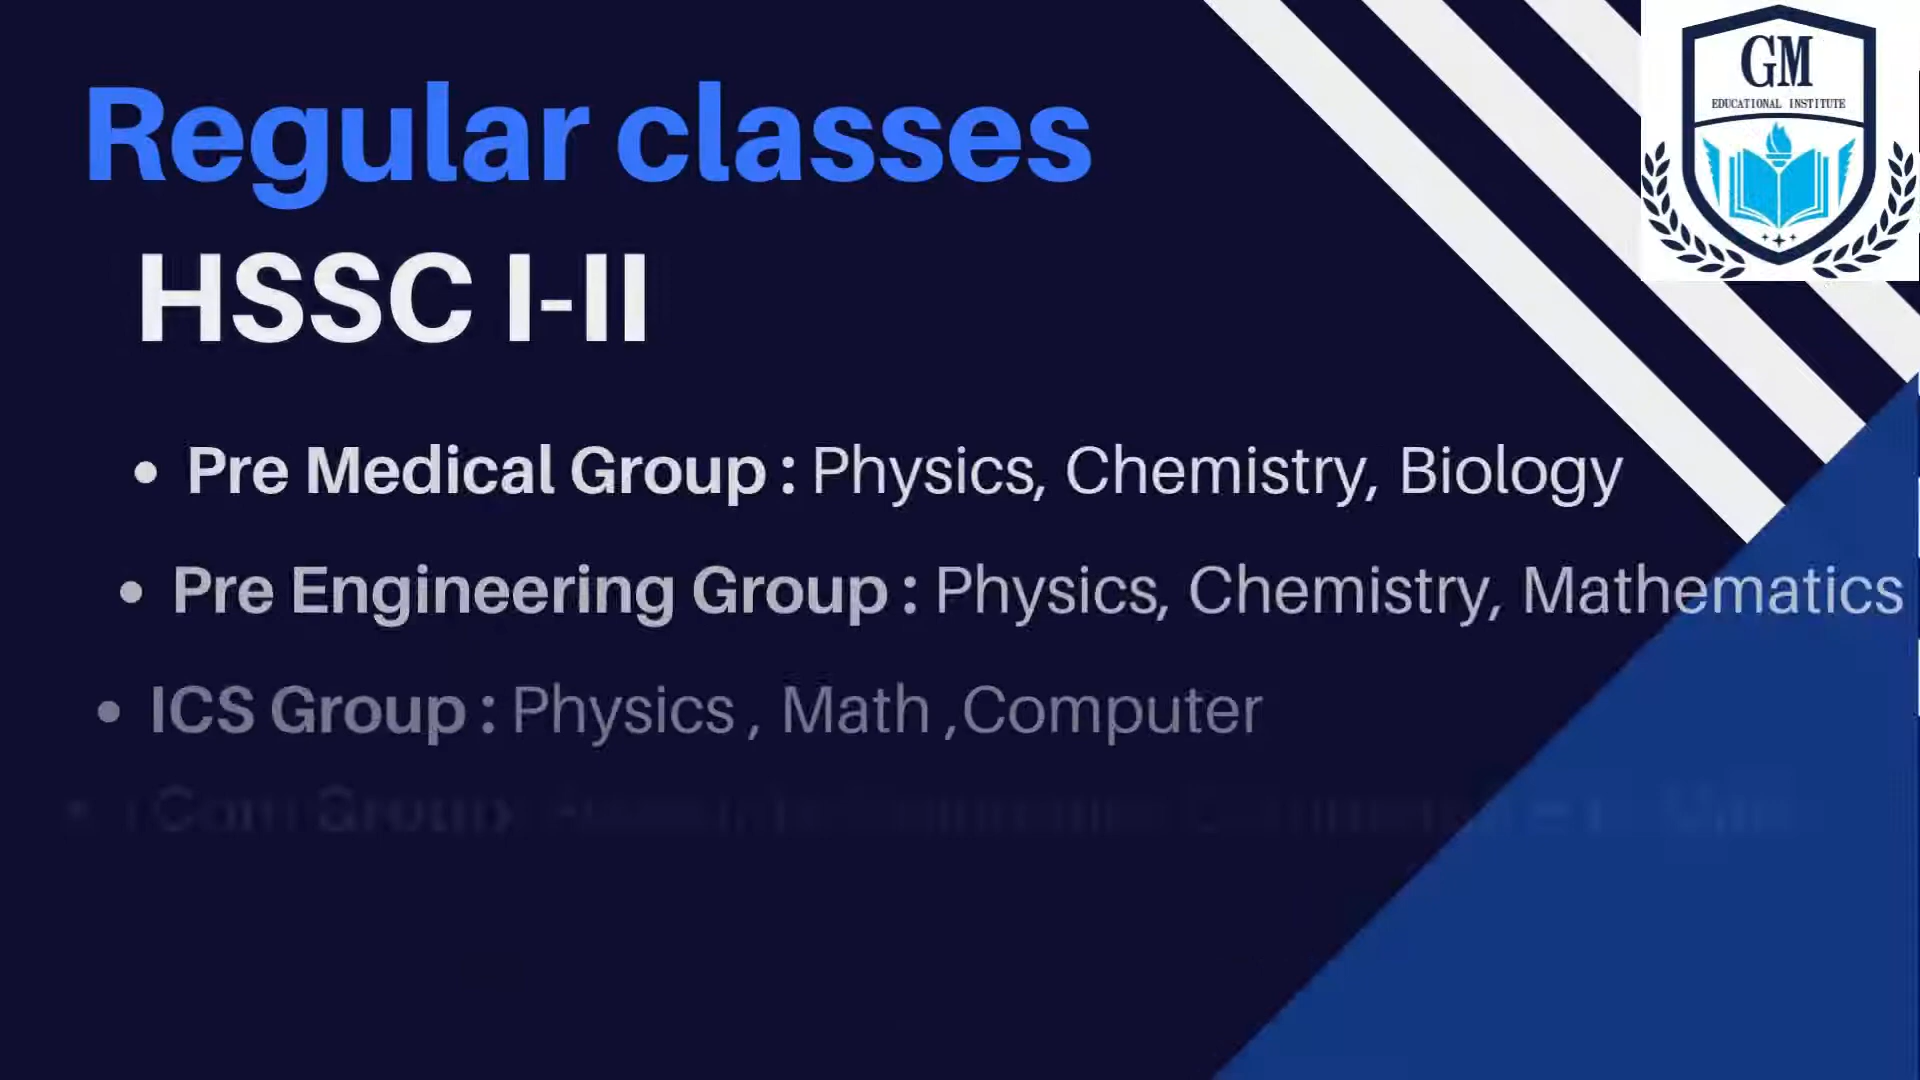 GM
EDUCATIONAL INSTITUTE
Regular classes
HSSC I-II
• Pre Medical Group : Physics, Chemistry, Biology
• Pre Engineering Group : Physics, Chemistry, Mathematics
• ICS Group : Physics , Math ,Computer